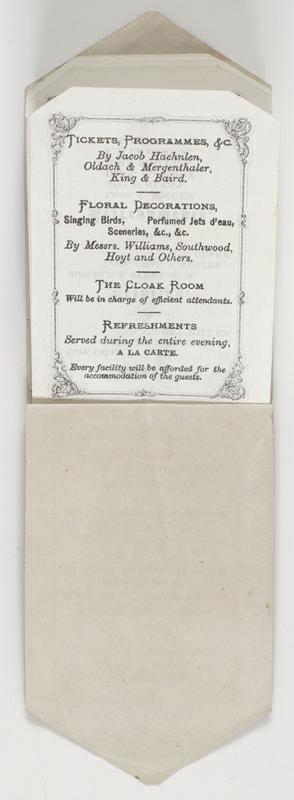 TICKETS, PROGRAMMES, &C.
By Jacob Haehnlen,
Oldach & Mergenthaler,
King & Baird.
FLORAL DECORATIONS,
Singing Birds, Perfumed Jets d'eau,
Sceneries, &c., &c.
By Messrs. Williams, Southwood,
Hoyt and Others.
THE CLOAK ROOM
Will be in charge of efficient attendants.
REFRESHMENTS
Served during the entire evening,
A LA CARTE.
Every facility will be afforded for the
accommodation of the guests.